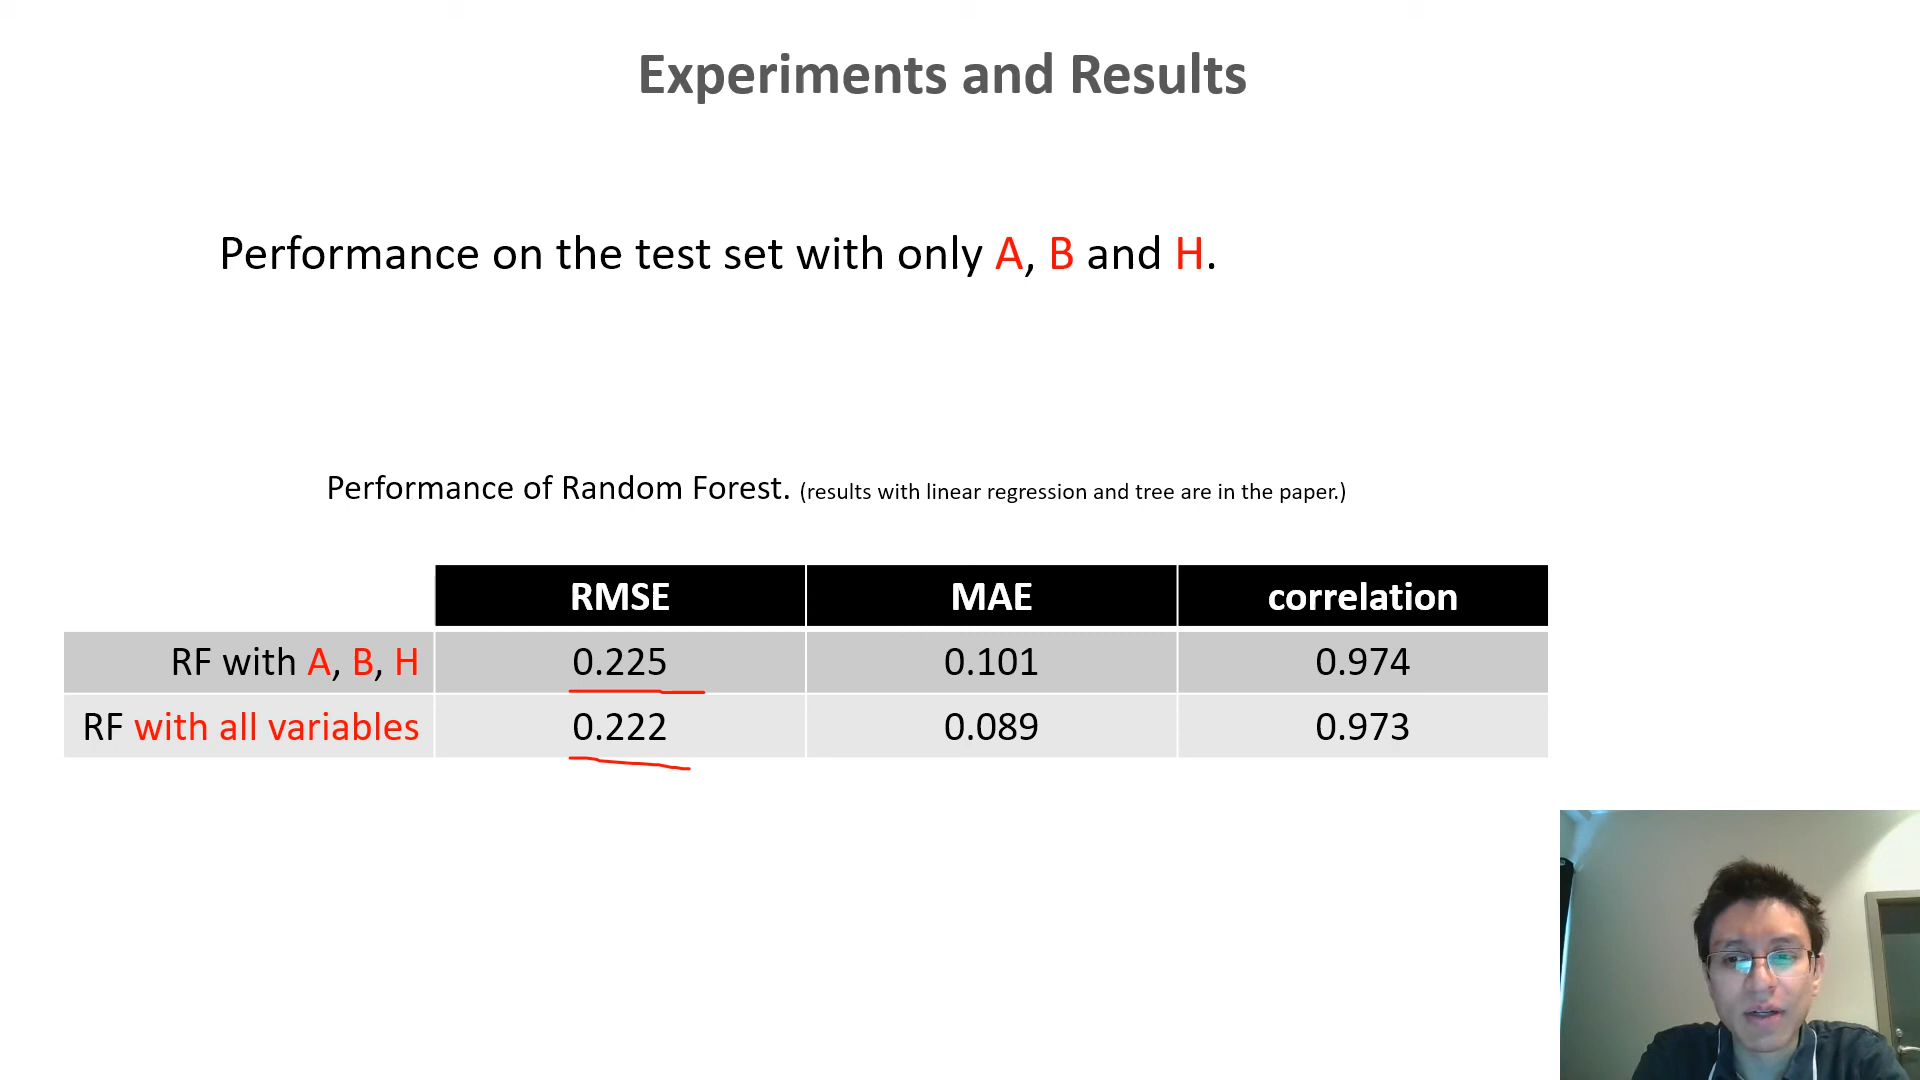 Experiments and Results
Performance on the test set with only A, B and H.
Performance of Random Forest. (results with linear regression and tree are in the paper.)
RMSE MAE correlation
RF with A, B, H 0.225 0.101 0.974
RF with all variables 0.222 0.089 0.973